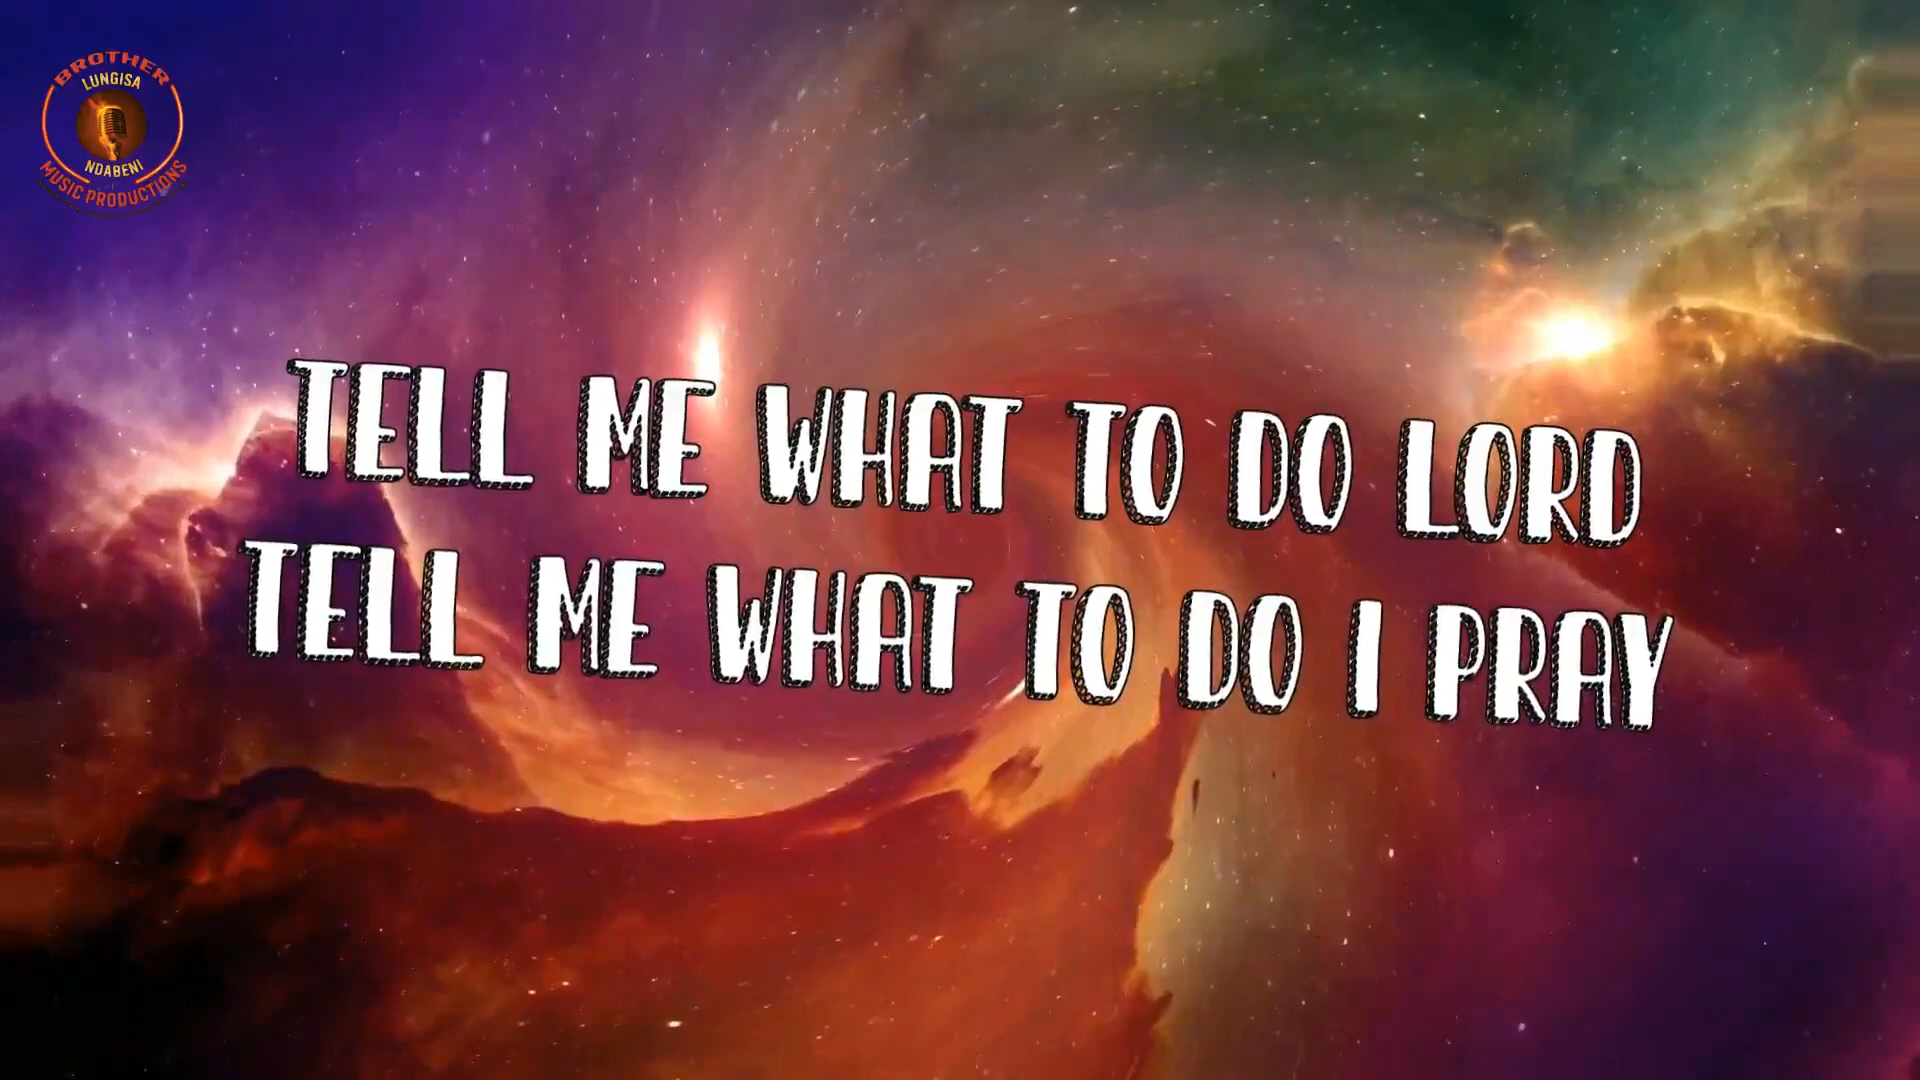 BROTHER
LUNGISA
NDABENI
MUSIC PRODUCTIONS
TELL ME WHAT TO DO LORD
TELL ME WHAT TO DO I PRAY